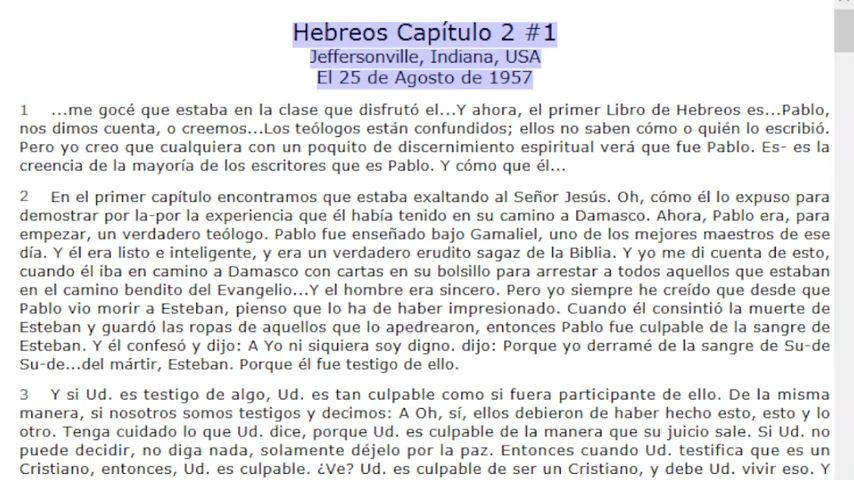 Hebreos Capítulo 2 #1
Jeffersonville, Indiana, USA
El 25 de Agosto de 1957
1 ...me gocé que estaba en la clase que disfrutó el...Y ahora, el primer Libro de Hebreos es...Pablo,
nos dimos cuenta, o creemos...Los teólogos están confundidos; ellos no saben cómo o quién lo escribió.
Pero yo creo que cualquiera con un poquito de discernimiento espiritual verá que fue Pablo. Es- es la
creencia de la mayoría de los escritores que es Pablo. Y cómo que él...
2 En el primer capítulo encontramos que estaba exaltando al Señor Jesús. Oh, cómo él lo expuso para
demostrar por la-por la experiencia que él había tenido en su camino a Damasco. Ahora, Pablo era, para
empezar, un verdadero teólogo. Pablo fue enseñado bajo Gamaliel, uno de los mejores maestros de ese
día. Y él era listo e inteligente, y era un verdadero erudito sagaz de la Biblia. Y yo me di cuenta de esto,
cuando él iba en camino a Damasco con cartas en su bolsillo para arrestar a todos aquellos que estaban
en el camino bendito del Evangelio...Y el hombre era sincero. Pero yo siempre he creído que desde que
Pablo vio morir a Esteban, pienso que lo ha de haber impresionado. Cuando él consintió la muerte de
Esteban y guardó las ropas de aquellos que lo apedrearon, entonces Pablo fue culpable de la sangre de
Esteban. Y él confesó y dijo: A Yo ni siquiera soy digno. dijo: Porque yo derramé de la sangre de Su-de
Su-de...del mártir, Esteban. Porque él fue testigo de ello.
3 Y si Ud. es testigo de algo, Ud. es tan culpable como si fuera participante de ello. De la misma
manera, si nosotros somos testigos y decimos: A Oh, sí, ellos debieron de haber hecho esto, esto y lo
otro. Tenga cuidado lo que Ud. dice, porque Ud. es culpable de la manera que su juicio sale. Si Ud. no
puede decidir, no diga nada, solamente déjelo por la paz. Entonces cuando Ud. testifica que es un
Cristiano, entonces, Ud. es culpable. ¿Ve? Ud. es culpable de ser un Cristiano, y debe Ud. vivir eso. Y